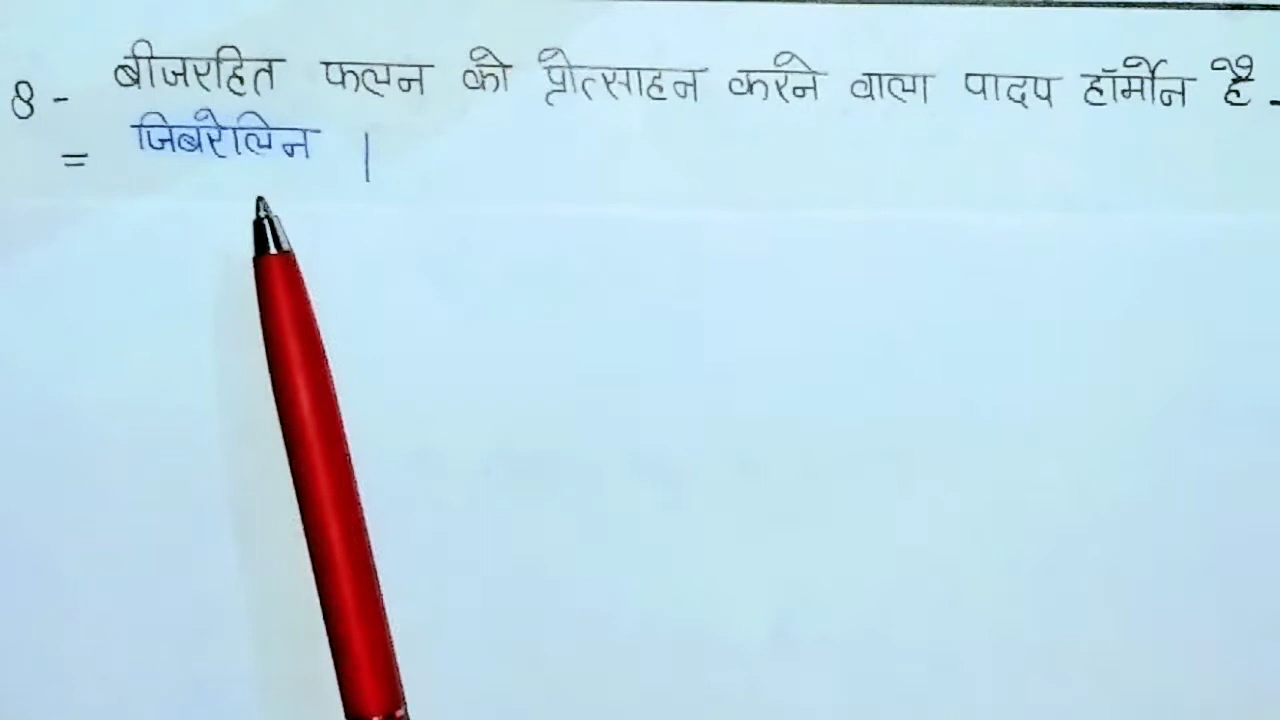 8- बीजरहित फलन को प्रोत्साहन करने वाला पादप हॉर्मोन है -
= जिबरेलिन |